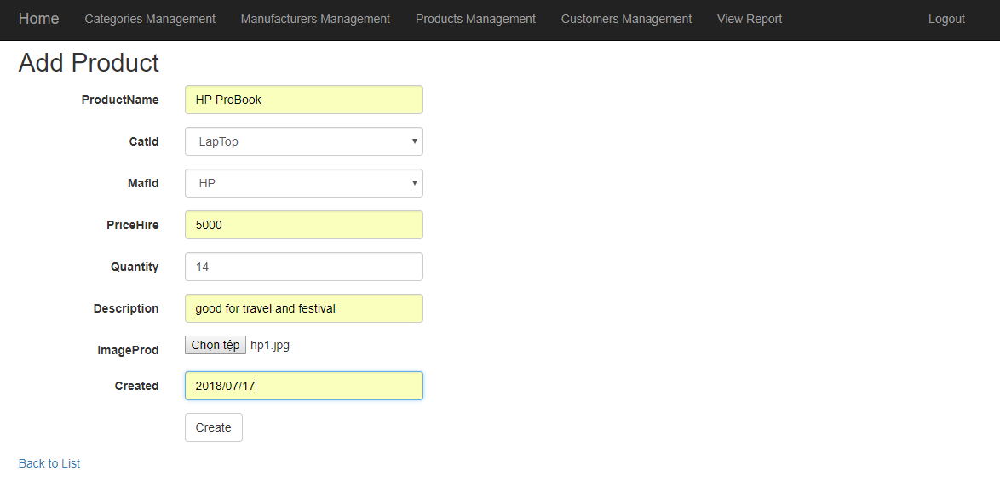 Home Categories Management Manufacturers Management Products Management Customers Management View Report Logout
Add Product
ProductName HP ProBook
CatId LapTop
MafId HP
PriceHire 5000
Quantity 14
Description good for travel and festival
ImageProd Chọn tệp hp1.jpg
Created 2018/07/17
Create
Back to List